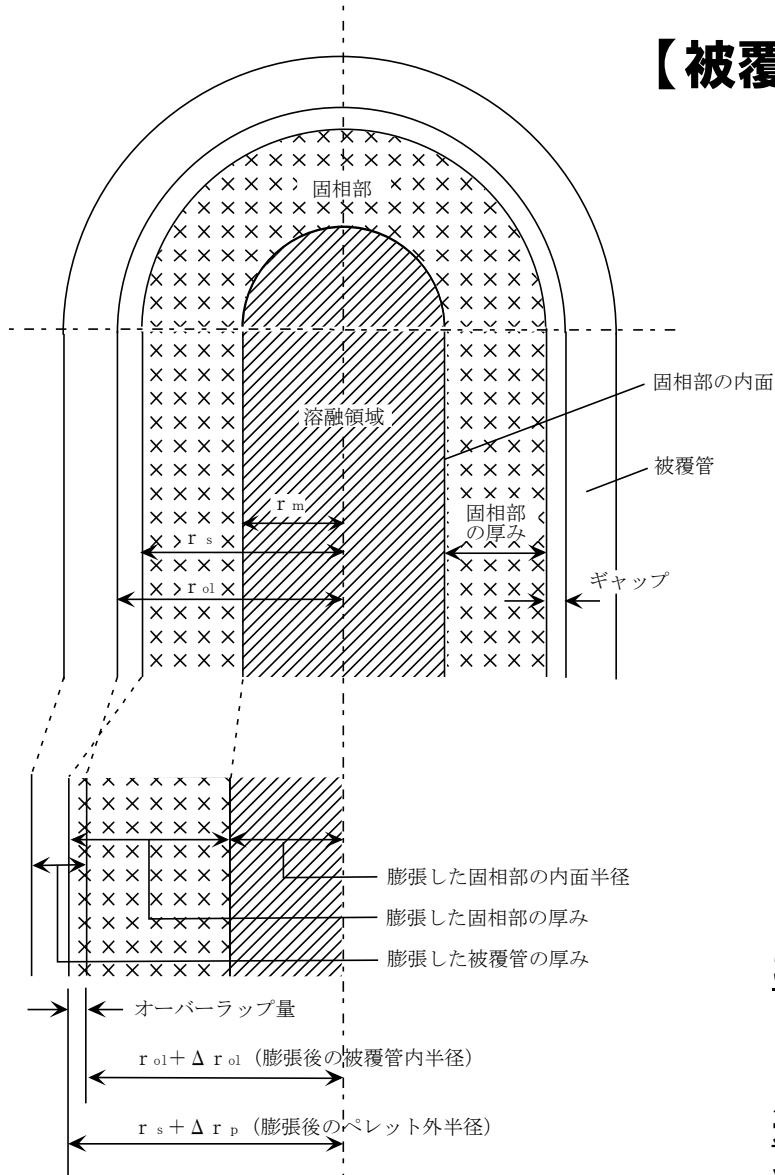 【被覆
固相部
固相部の内面
溶融領域
被覆管
r m
固相部
の厚み
r s
ギャップ
r ol
膨張した固相部の内面半径
膨張した固相部の厚み
膨張した被覆管の厚み
オーバーラップ量
r ol＋Δ r ol（膨張後の被覆管内半径）
r s＋Δ r p（膨張後のペレット外半径）